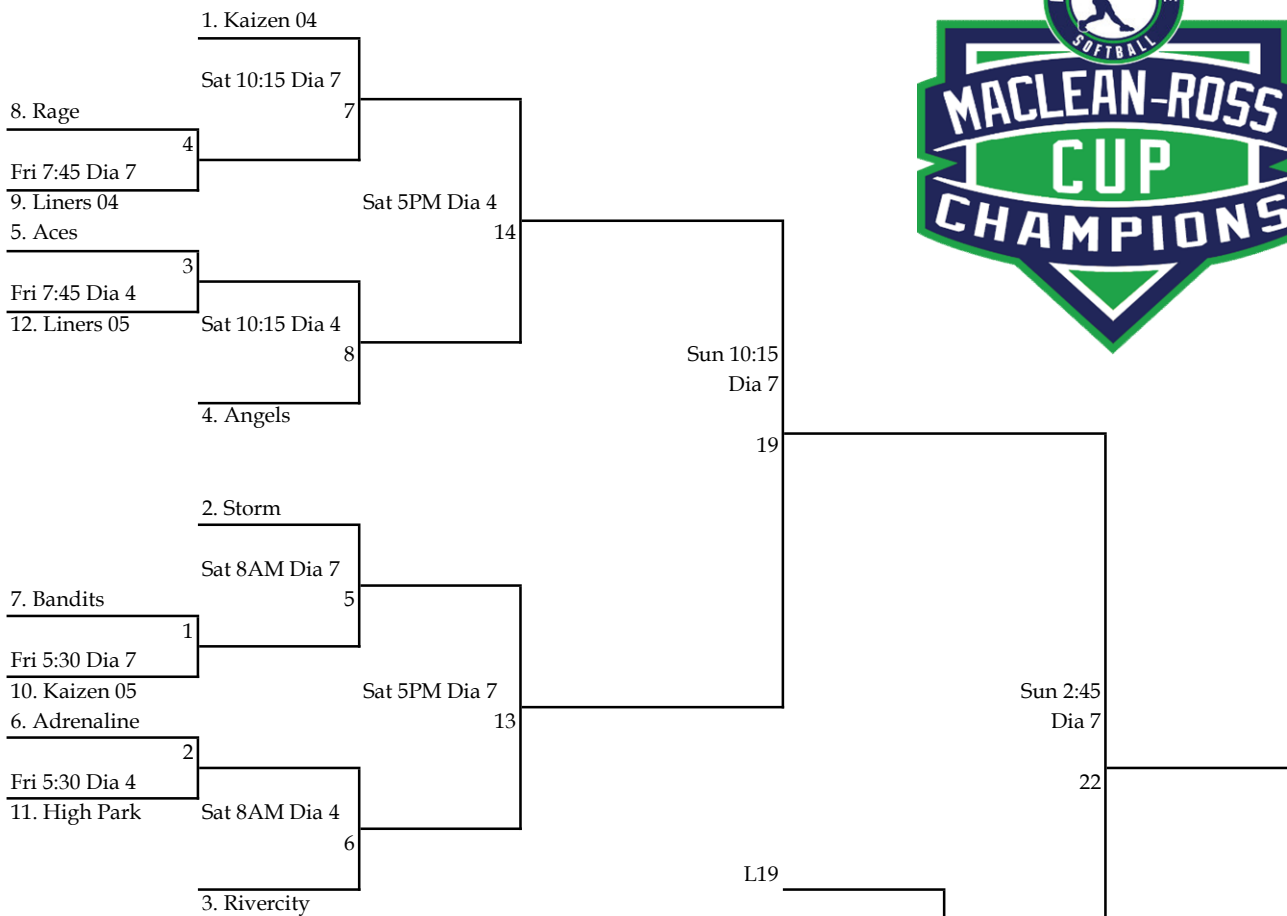 1. Kaizen 04
Sat 10:15 Dia 7
7
8. Rage
4
Fri 7:45 Dia 7
9. Liners 04
5. Aces
3
Fri 7:45 Dia 4
12. Liners 05
Sat 10:15 Dia 4
8
4. Angels
Sat 5PM Dia 4
14
2. Storm
Sat 8AM Dia 7
5
7. Bandits
1
Fri 5:30 Dia 7
10. Kaizen 05
6. Adrenaline
2
Fri 5:30 Dia 4
11. High Park
Sat 8AM Dia 4
6
3. Rivercity
Sat 5PM Dia 7
13
Sun 10:15
Dia 7
19
Sun 2:45
Dia 7
22
L19
SOFTBALL
MACLEAN-ROSS
CUP
CHAMPIONS